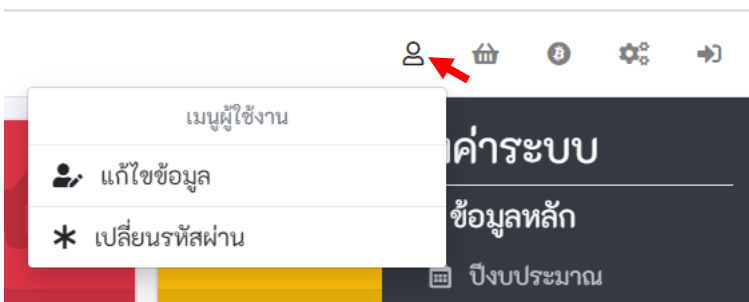 เมนูผู้ใช้งาน
แก้ไขข้อมูล
เปลี่ยนรหัสผ่าน
ค่าระบบ
ข้อมูลหลัก
ปีงบประมาณ